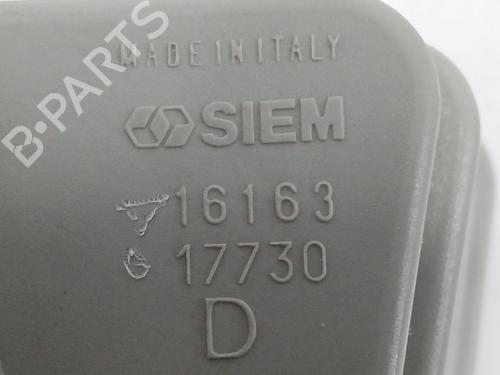 MADE IN ITALY
SIEM
16163
17730
D
B-PARTS